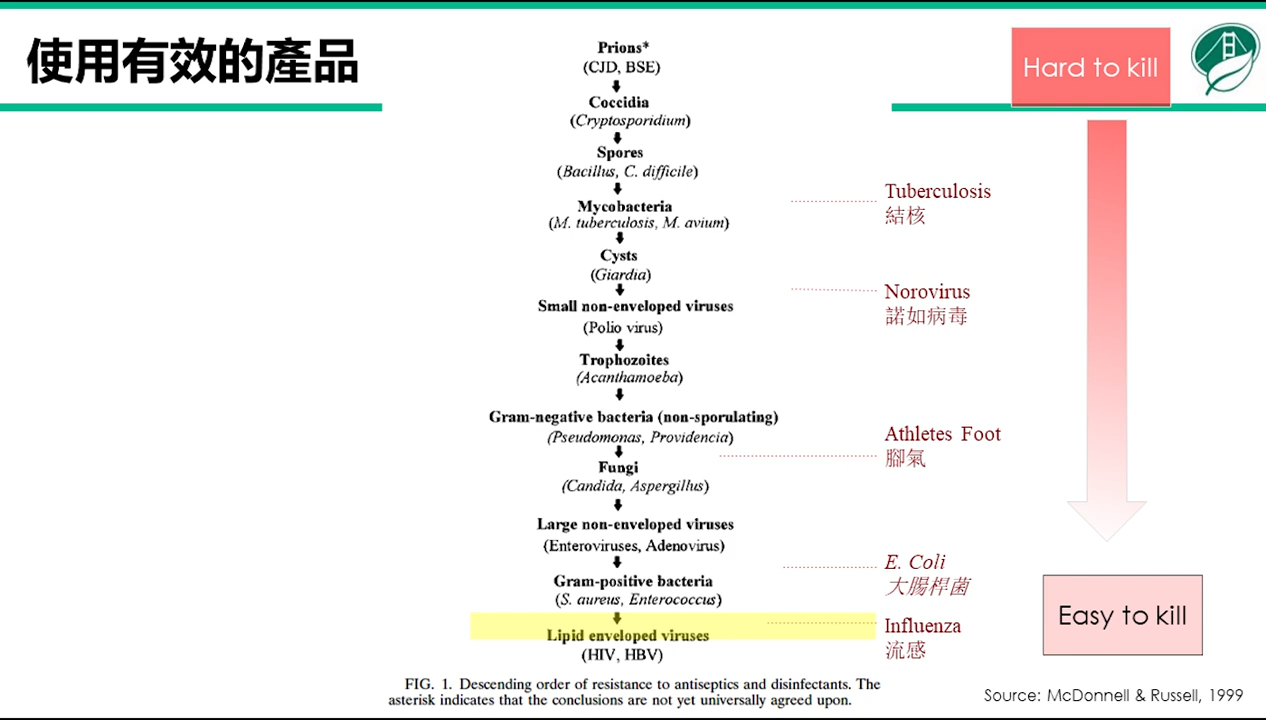 使用有效的產品
Prions*
(CJD, BSE)
Coccidia
(Cryptosporidium)
Spores
(Bacillus, C. difficile)
Mycobacteria
(M. tuberculosis, M. avium)
Cysts
(Giardia)
Small non-enveloped viruses
(Polio virus)
Trophozoites
(Acanthamoeba)
Gram-negative bacteria (non-sporulating)
(Pseudomonas, Providencia)
Fungi
(Candida, Aspergillus)
Large non-enveloped viruses
(Enteroviruses, Adenovirus)
Gram-positive bacteria
(S. aureus, Enterococcus)
Lipid enveloped viruses
(HIV, HBV)
FIG. 1. Descending order of resistance to antiseptics and disinfectants. The
asterisk indicates that the conclusions are not yet universally agreed upon.
Tuberculosis
結核
Norovirus
諾如病毒
Athletes Foot
腳氣
E. Coli
大腸桿菌
Influenza
流感
Hard to kill
Easy to kill
Source: McDonnell & Russell, 1999